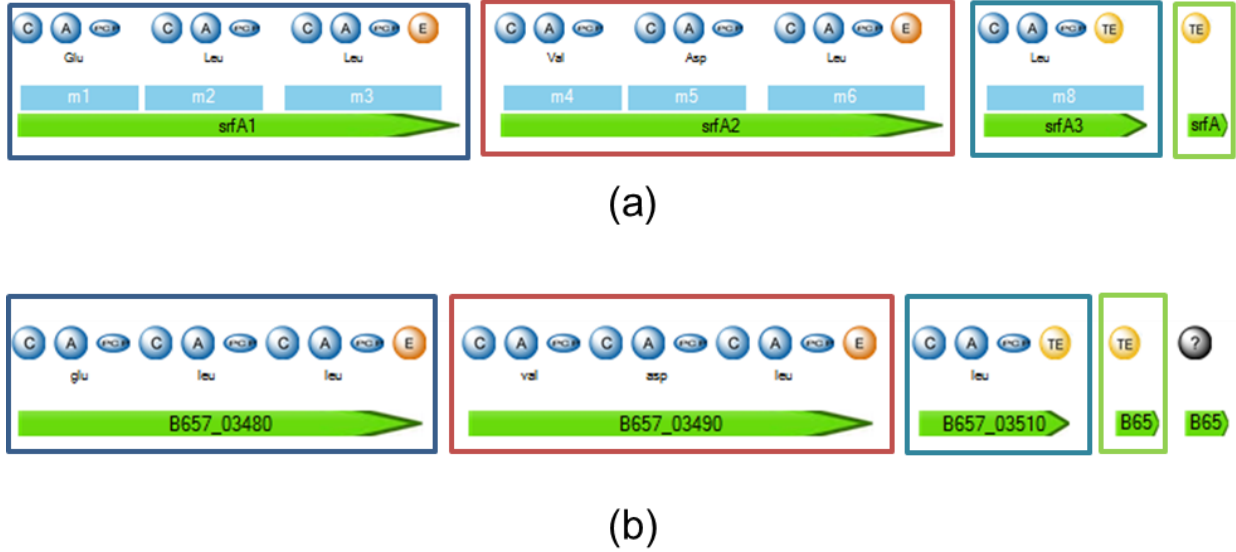 C A PCP C A PCP C A PCP E C A PCP C A PCP C A PCP E C A PCP TE TE
Glu Leu Leu Val Asp Leu Leu
m1 m2 m3 m4 m5 m6 m8
srfA1 srfA2 srfA3 srfA
(a)
C A PCP C A PCP C A PCP E C A PCP C A PCP C A PCP E C A PCP TE TE ?
glu leu leu val asp leu leu
B657_03480 B657_03490 B657_03510 B65 B65
(b)